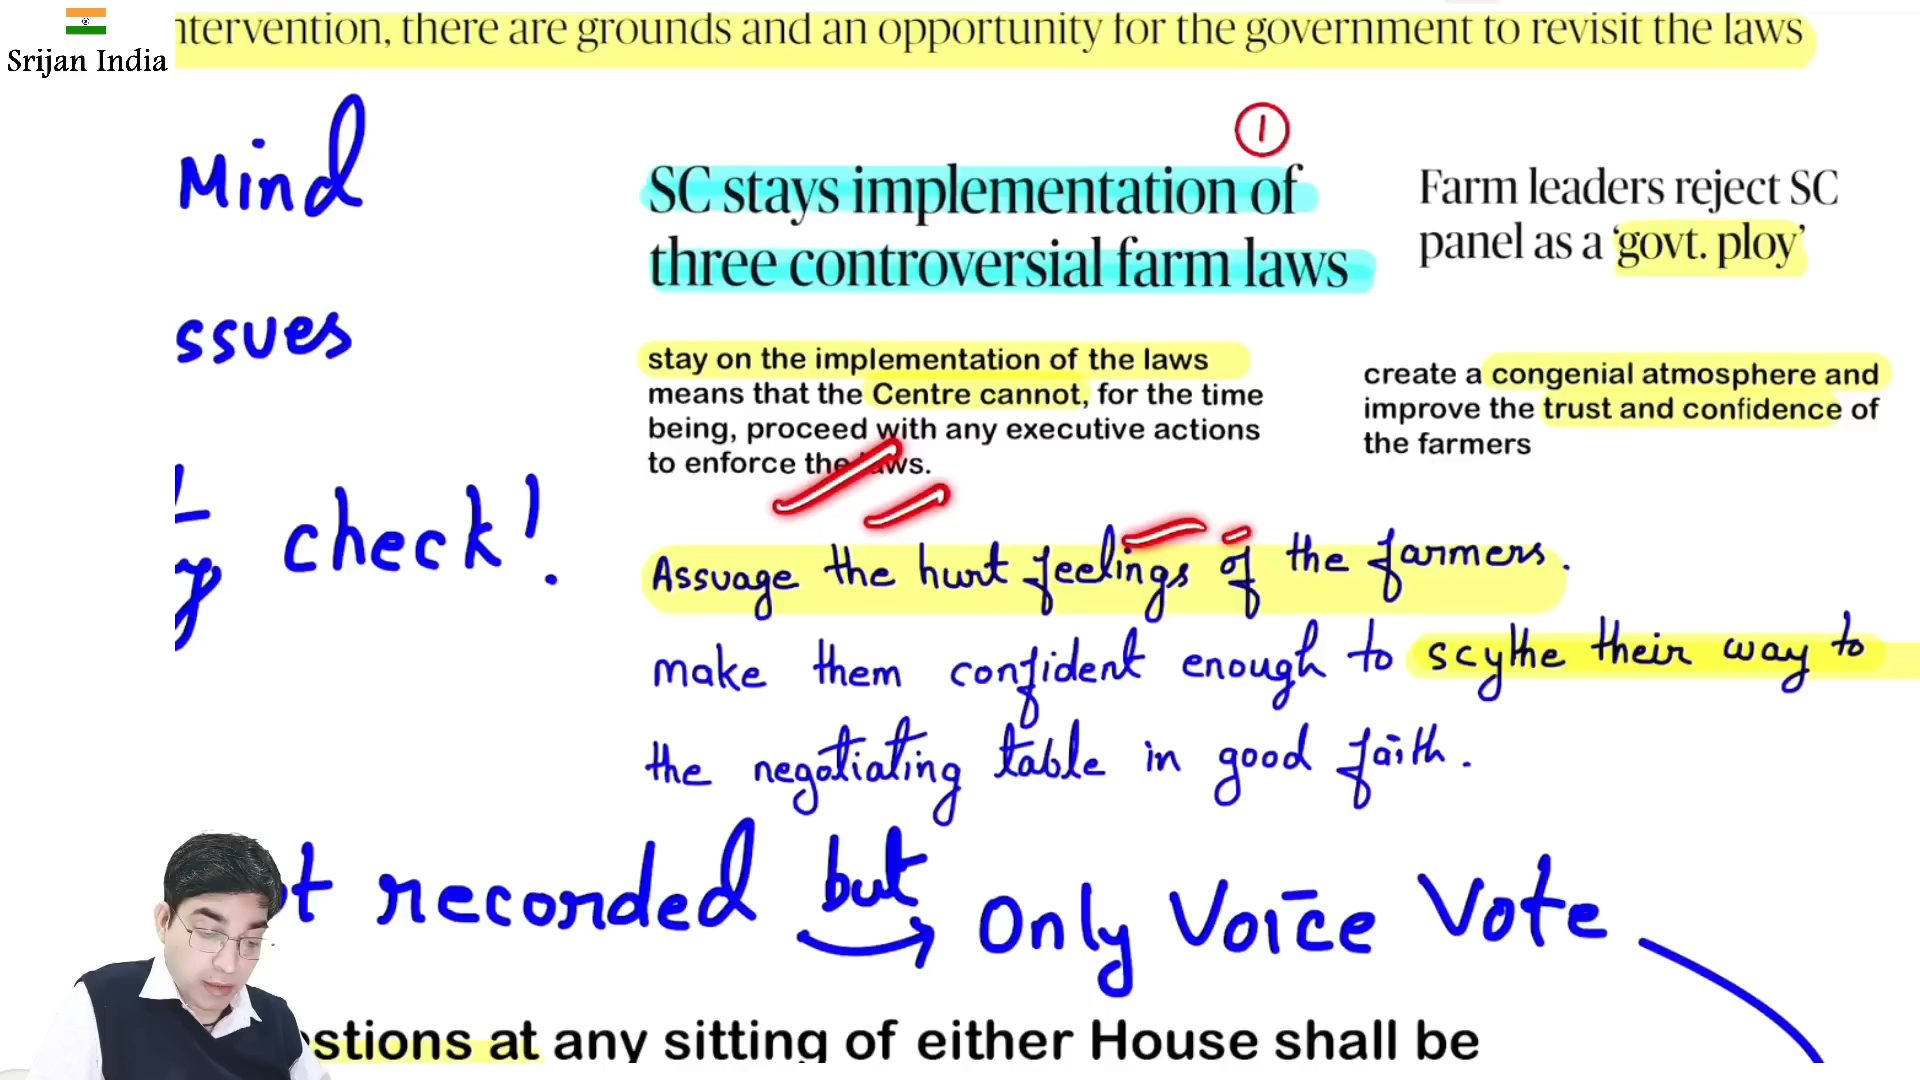 Srijan India
ntervention, there are grounds and an opportunity for the government to revisit the laws
Mind
ssues
check!
1
SC stays implementation of
three controversial farm laws
Farm leaders reject SC
panel as a ‘govt. ploy’
stay on the implementation of the laws
means that the Centre cannot, for the time
being, proceed with any executive actions
to enforce the laws.
create a congenial atmosphere and
improve the trust and confidence of
the farmers
Assuage the hurt feelings of the farmers.
make them confident enough to scythe their way to
the negotiating table in good faith.
t recorded but → Only Voice Vote
estions at any sitting of either House shall be